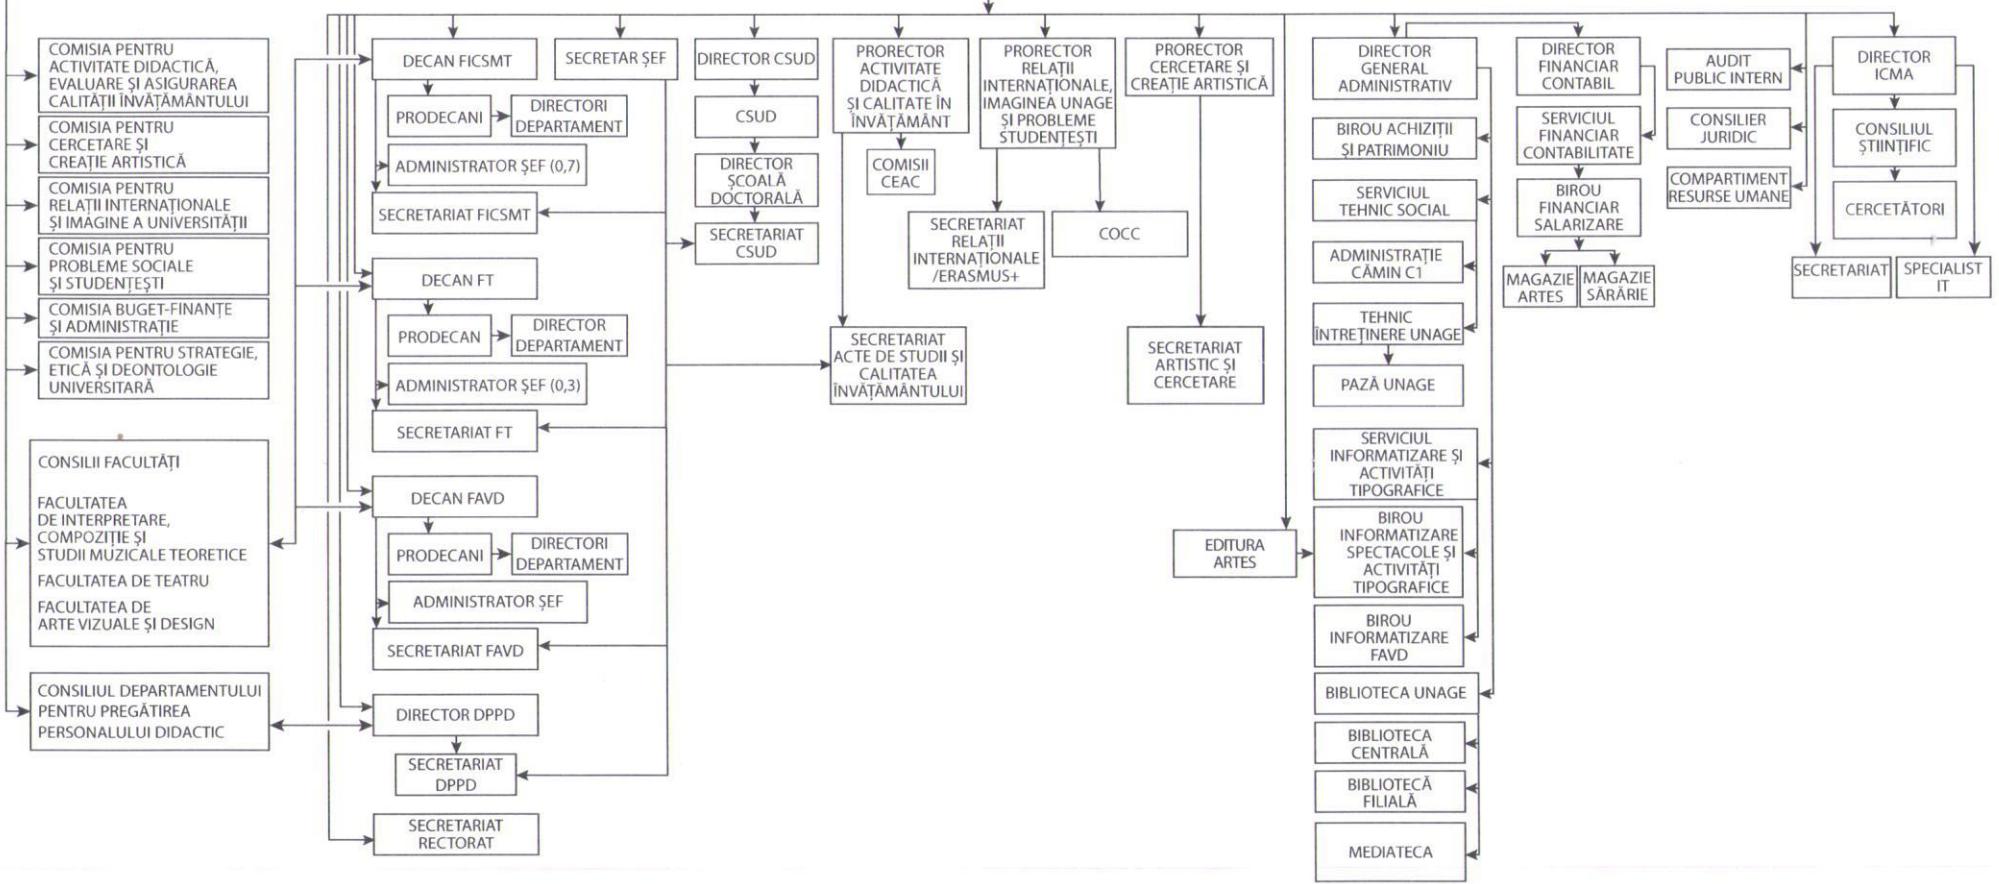 COMISIA PENTRU
ACTIVITATE DIDACTICĂ,
EVALUARE ȘI ASIGURAREA
CALITĂȚII ÎNVĂȚĂMÂNTULUI
COMISIA PENTRU
CERCETARE ȘI
CREAȚIE ARTISTICĂ
COMISIA PENTRU
RELAȚII INTERNAȚIONALE
ȘI IMAGINE A UNIVERSITĂȚII
COMISIA PENTRU
PROBLEME SOCIALE
ȘI STUDENȚEȘTI
COMISIA BUGET-FINANȚE
ȘI ADMINISTRAȚIE
COMISIA PENTRU STRATEGIE,
ETICĂ ȘI DEONTOLOGIE
UNIVERSITARĂ
CONSILII FACULTĂȚI
FACULTATEA
DE INTERPRETARE,
COMPOZIȚIE ȘI
STUDII MUZICALE TEORETICE
FACULTATEA DE TEATRU
FACULTATEA DE
ARTE VIZUALE ȘI DESIGN
CONSILIUL DEPARTAMENTULUI
PENTRU PREGĂTIREA
PERSONALULUI DIDACTIC
DECAN FICSMT
PRODECANI
DIRECTORI
DEPARTAMENT
ADMINISTRATOR ȘEF (0,7)
SECRETARIAT FICSMT
DECAN FT
PRODECAN
DIRECTOR
DEPARTAMENT
ADMINISTRATOR ȘEF (0,3)
SECRETARIAT FT
DECAN FAVD
PRODECANI
DIRECTORI
DEPARTAMENT
ADMINISTRATOR ȘEF
SECRETARIAT FAVD
DIRECTOR DPPD
SECRETARIAT
DPPD
SECRETARIAT
RECTORAT
SECRETAR ȘEF
DIRECTOR CSUD
CSUD
DIRECTOR
ȘCOALĂ
DOCTORALĂ
SECRETARIAT
CSUD
PRORECTOR
ACTIVITATE
DIDACTICĂ
ȘI CALITATE ÎN
ÎNVĂȚĂMÂNT
COMISII
CEAC
SECRETARIAT
ACTE DE STUDII ȘI
CALITATEA
ÎNVĂȚĂMÂNTULUI
PRORECTOR
RELAȚII
INTERNAȚIONALE,
IMAGINEA UNAGE
ȘI PROBLEME
STUDENȚEȘTI
SECRETARIAT
RELAȚII
INTERNAȚIONALE
/ERASMUS+
COCC
PRORECTOR
CERCETARE ȘI
CREAȚIE ARTISTICĂ
SECRETARIAT
ARTISTIC ȘI
CERCETARE
EDITURA
ARTES
DIRECTOR
GENERAL
ADMINISTRATIV
BIROU ACHIZIȚII
ȘI PATRIMONIU
SERVICIUL
TEHNIC SOCIAL
ADMINISTRAȚIE
CĂMIN C1
TEHNIC
ÎNTREȚINERE UNAGE
PAZĂ UNAGE
SERVICIUL
INFORMATIZARE ȘI
ACTIVITĂȚI
TIPOGRAFICE
BIROU
INFORMATIZARE
SPECTACOLE ȘI
ACTIVITĂȚI
TIPOGRAFICE
BIROU
INFORMATIZARE
FAVD
BIBLIOTECA UNAGE
BIBLIOTECA
CENTRALĂ
BIBLIOTECĂ
FILIALĂ
MEDIATECA
DIRECTOR
FINANCIAR
CONTABIL
SERVICIUL
FINANCIAR
CONTABILITATE
BIROU
FINANCIAR
SALARIZARE
MAGAZIE
ARTES
MAGAZIE
SĂRĂRIE
AUDIT
PUBLIC INTERN
CONSILIER
JURIDIC
COMPARTIMENT
RESURSE UMANE
DIRECTOR
ICMA
CONSILIUL
ȘTIINȚIFIC
CERCETĂTORI
SECRETARIAT
SPECIALIST
IT